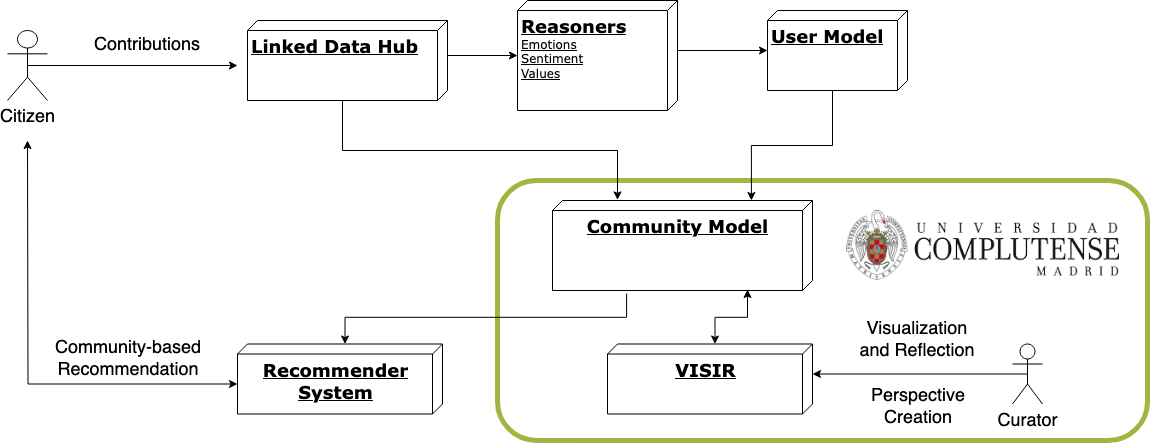 Contributions
Citizen
Linked Data Hub
Reasoners
Emotions
Sentiment
Values
User Model
Community Model
UNIVERSIDAD
COMPLUTENSE
MADRID
Community-based
Recommendation
Recommender
System
VISIR
Visualization
and Reflection
Perspective
Creation
Curator